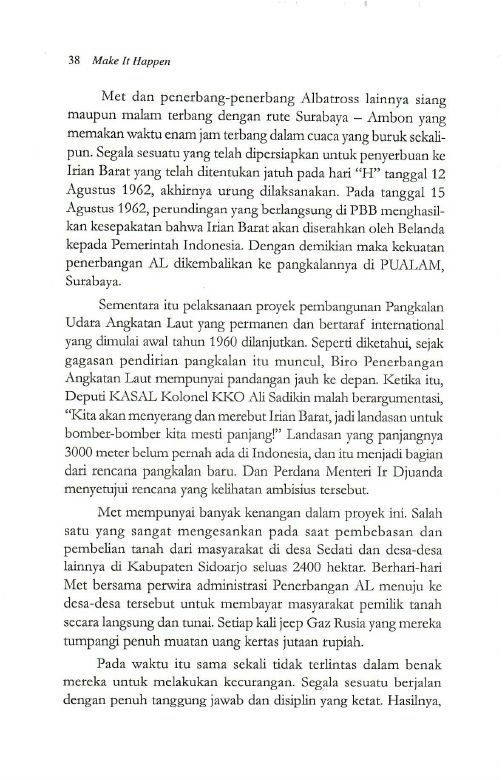 38 Make It Happen
Met dan penerbang-penerbang Albatross lainnya siang
maupun malam terbang dengan rute Surabaya – Ambon yang
memakan waktu enam jam terbang dalam cuaca yang buruk sekali-
pun. Segala sesuatu yang telah dipersiapkan untuk penyerbuan ke
Irian Barat yang telah ditentukan jatuh pada hari “H” tanggal 12
Agustus 1962, akhirnya urung dilaksanakan. Pada tanggal 15
Agustus 1962, perundingan yang berlangsung di PBB menghasil-
kan kesepakatan bahwa Irian Barat akan diserahkan oleh Belanda
kepada Pemerintah Indonesia. Dengan demikian maka kekuatan
penerbangan AL dikembalikan ke pangkalannya di PUALAM,
Surabaya.
Sementara itu pelaksanaan proyek pembangunan Pangkalan
Udara Angkatan Laut yang permanen dan bertaraf international
yang dimulai awal tahun 1960 dilanjutkan. Seperti diketahui, sejak
gagasan pendirian pangkalan itu muncul, Biro Penerbangan
Angkatan Laut mempunyai pandangan jauh ke depan. Ketika itu,
Deputi KASAL Kolonel KKO Ali Sadikin malah berargumentasi,
“Kita akan menyerang dan merebut Irian Barat, jadi landasan untuk
bomber-bomber kita mesti panjang!” Landasan yang panjangnya
3000 meter belum pernah ada di Indonesia, dan itu menjadi bagian
dari rencana pangkalan baru. Dan Perdana Menteri Ir Djuanda
menyetujui rencana yang kelihatan ambisius tersebut.
Met mempunyai banyak kenangan dalam proyek ini. Salah
satu yang sangat mengesankan pada saat pembebasan dan
pembelian tanah dari masyarakat di desa Sedati dan desa-desa
lainnya di Kabupaten Sidoarjo seluas 2400 hektar. Berhari-hari
Met bersama perwira administrasi Penerbangan AL menuju ke
desa-desa tersebut untuk membayar masyarakat pemilik tanah
secara langsung dan tunai. Setiap kali jeep Gaz Rusia yang mereka
tumpangi penuh muatan uang kertas jutaan rupiah.
Pada waktu itu sama sekali tidak terlintas dalam benak
mereka untuk melakukan kecurangan. Segala sesuatu berjalan
dengan penuh tanggung jawab dan disiplin yang ketat. Hasilnya,